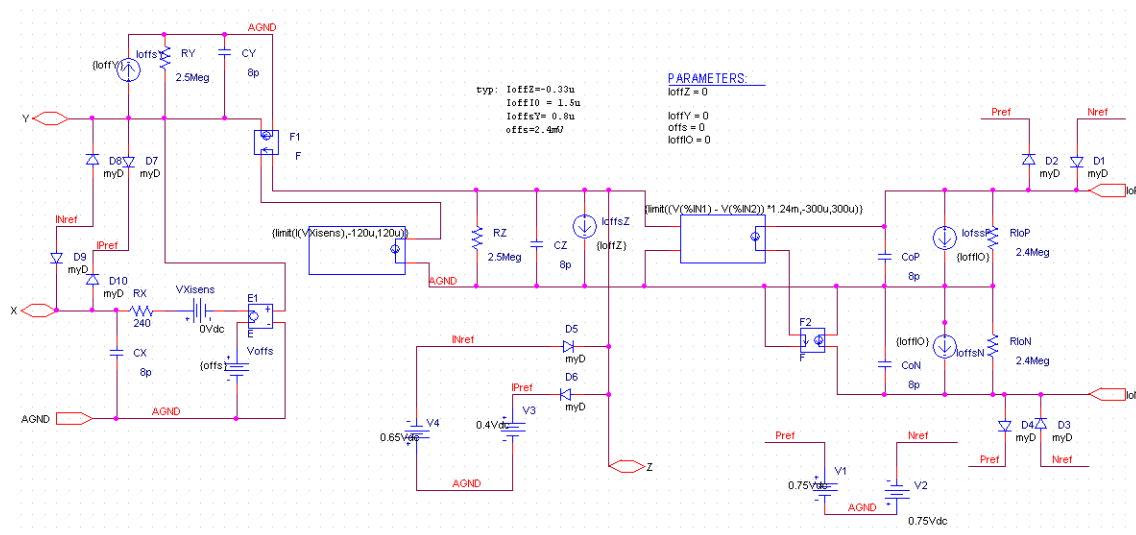 AGND
IoffsY
{IoffY}
RY
2.5Meg
CY
8p
Y
F1
F
D8
myD
D7
myD
typ: IoffZ=-0.33u
IoffIO = 1.5u
IoffsY= 0.8u
offs=2.4mV
PARAMETERS:
IoffZ = 0
IoffY = 0
offs = 0
IoffIO = 0
Pref
Nref
D2
myD
D1
myD
IoP
INref
IPref
D9
myD
D10
myD
{limit(I(VXisens),-120u,120u)}
AGND
RZ
2.5Meg
CZ
8p
IoffsZ
{IoffZ}
{limit((V(%IN1) - V(%IN2)) *1.24m,-300u,300u)}
CoP
8p
IofssP
{IoffIO}
RIoP
2.4Meg
X
RX
240
VXisens
0Vdc
E1
E
CX
8p
Voffs
{offs}
AGND
AGND
F2
F
CoN
8p
{IoffIO}
IoffsN
RIoN
2.4Meg
INref
D5
myD
IPref
D6
myD
V4
0.65Vdc
V3
0.4Vdc
AGND
Z
D4
myD
D3
myD
Pref
Nref
Pref
Nref
V1
0.75Vdc
V2
0.75Vdc
AGND